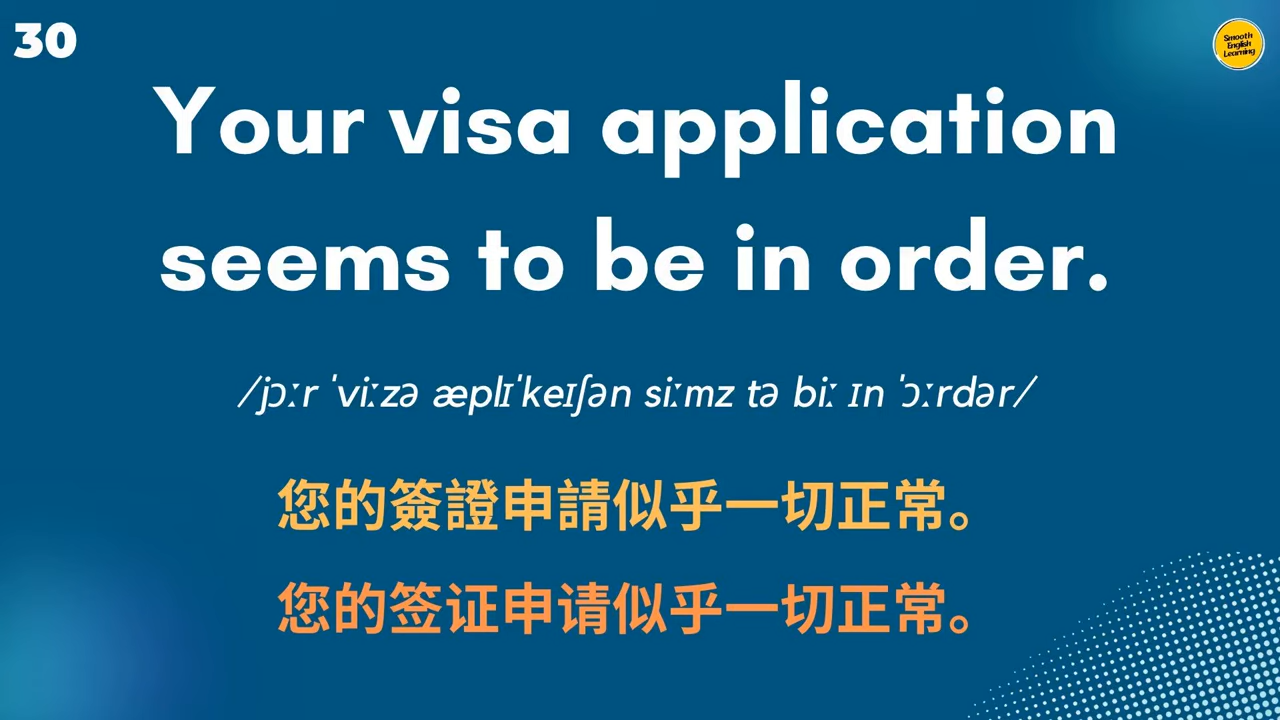 30
Smooth
English
Learning
Your visa application
seems to be in order.
/jɔːr ˈviːzə æplɪˈkeɪʃən siːmz tə biː ɪn ˈɔːrdər/
您的簽證申請似乎一切正常。
您的签证申请似乎一切正常。